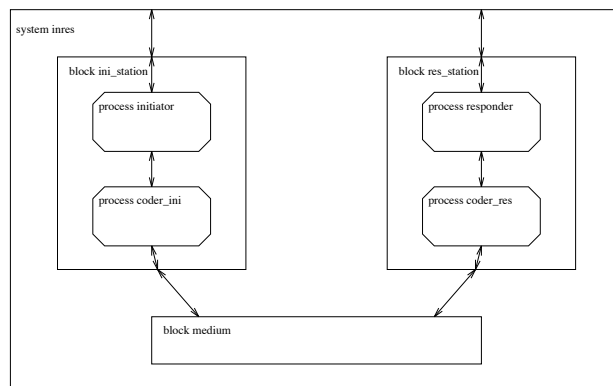 system inres
block ini_station
block res_station
process initiator
process responder
process coder_ini
process coder_res
block medium